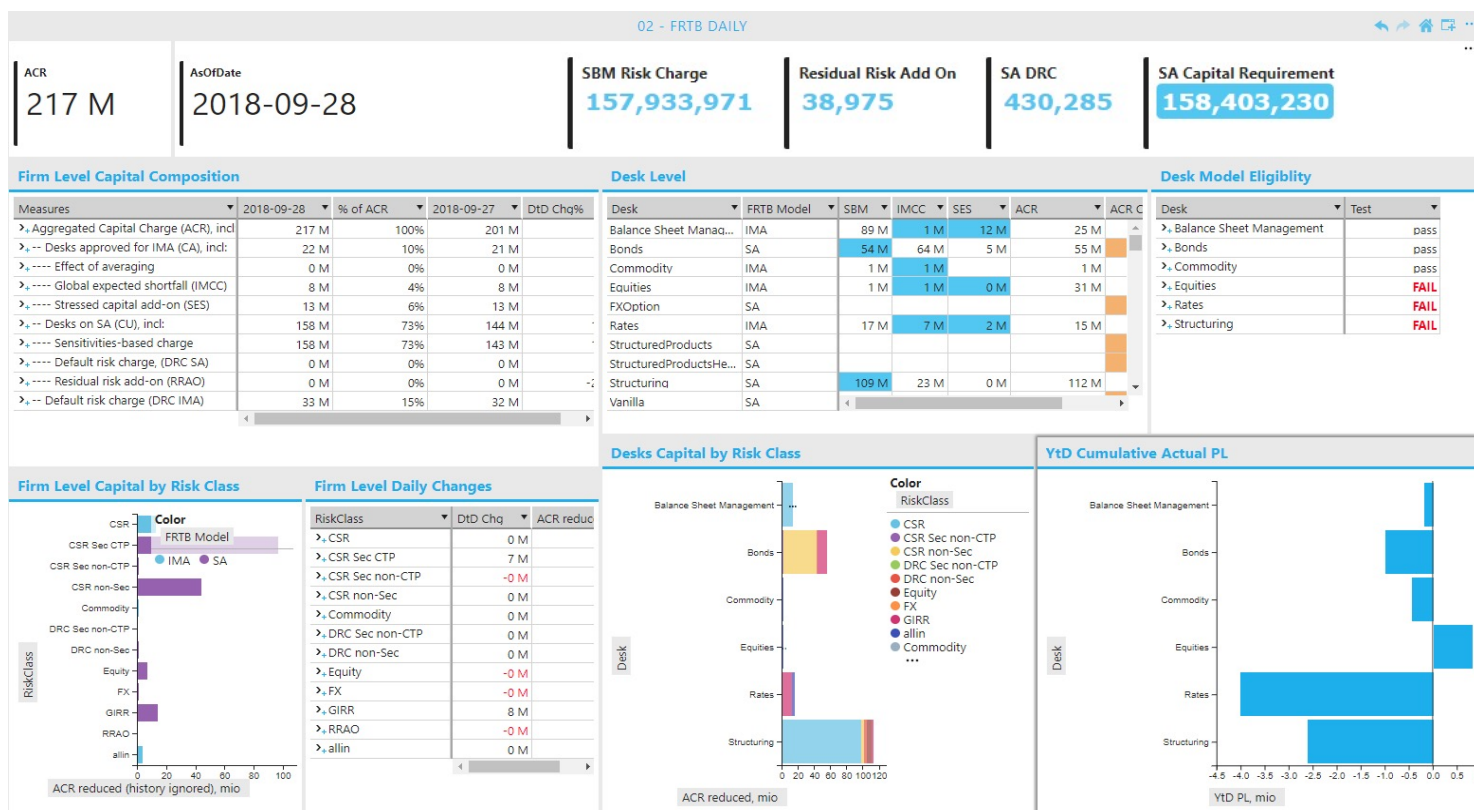 02 - FRTB DAILY
ACR
217 M
AsOfDate
2018-09-28
SBM Risk Charge
157,933,971
Residual Risk Add On
38,975
SA DRC
430,285
SA Capital Requirement
158,403,230
Firm Level Capital Composition
Measures 2018-09-28 % of ACR 2018-09-27 DtD Chg%
Aggregated Capital Charge (ACR), incl 217 M 100% 201 M
-- Desks approved for IMA (CA), incl: 22 M 10% 21 M
---- Effect of averaging 0 M 0% 0 M
---- Global expected shortfall (IMCC) 8 M 4% 8 M
---- Stressed capital add-on (SES) 13 M 6% 13 M
-- Desks on SA (CU), incl: 158 M 73% 144 M
---- Sensitivities-based charge 158 M 73% 143 M
---- Default risk charge, (DRC SA) 0 M 0% 0 M
---- Residual risk add-on (RRAO) 0 M 0% 0 M -2
-- Default risk charge (DRC IMA) 33 M 15% 32 M
Desk Level
Desk FRTB Model SBM IMCC SES ACR ACR C
Balance Sheet Manag... IMA 89 M 1 M 12 M 25 M
Bonds SA 54 M 64 M 5 M 55 M
Commodity IMA 1 M 1 M 1 M
Equities IMA 1 M 1 M 0 M 31 M
FXOption SA
Rates IMA 17 M 7 M 2 M 15 M
StructuredProducts SA
StructuredProductsHe... SA
Structuring SA 109 M 23 M 0 M 112 M
Vanilla SA
Desk Model Eligiblity
Desk Test
Balance Sheet Management pass
Bonds pass
Commodity pass
Equities FAIL
Rates FAIL
Structuring FAIL
Firm Level Capital by Risk Class
Color
FRTB Model
IMA SA
CSR
CSR Sec CTP
CSR Sec non-CTP
CSR non-Sec
Commodity
DRC Sec non-CTP
DRC non-Sec
Equity
FX
GIRR
RRAO
allin
RiskClass
0 20 40 60 80 100
ACR reduced (history ignored), mio
Firm Level Daily Changes
RiskClass DtD Chg ACR reduc
CSR 0 M
CSR Sec CTP 7 M
CSR Sec non-CTP -0 M
CSR non-Sec 0 M
Commodity 0 M
DRC Sec non-CTP 0 M
DRC non-Sec 0 M
Equity -0 M
FX -0 M
GIRR 8 M
RRAO -0 M
allin 0 M
Desks Capital by Risk Class
Balance Sheet Management
Bonds
Commodity
Equities
Rates
Structuring
Desk
0 20 40 60 80 100 120
ACR reduced, mio
Color
RiskClass
CSR
CSR Sec non-CTP
CSR non-Sec
DRC Sec non-CTP
DRC non-Sec
Equity
FX
GIRR
allin
Commodity
...
YtD Cumulative Actual PL
Balance Sheet Management
Bonds
Commodity
Equities
Rates
Structuring
Desk
-4.5 -4.0 -3.5 -3.0 -2.5 -2.0 -1.5 -1.0 -0.5 0.0 0.5
YtD PL, mio